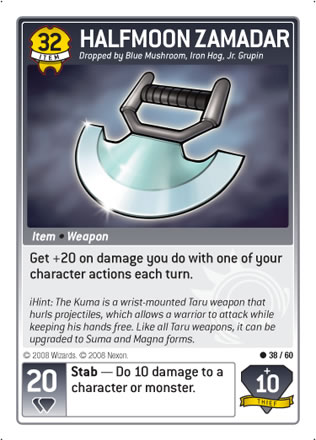 32
ITEM
HALFMOON ZAMADAR
Dropped by Blue Mushroom, Iron Hog, Jr. Grupin
Item • Weapon
Get +20 on damage you do with one of your
character actions each turn.
iHint: The Kuma is a wrist-mounted Taru weapon that
hurls projectiles, which allows a warrior to attack while
keeping his hands free. Like all Taru weapons, it can be
upgraded to Suma and Magna forms.
© 2008 Wizards. © 2008 Nexon.
● 38 / 60
20
Stab — Do 10 damage to a
character or monster.
+
10
THIEF